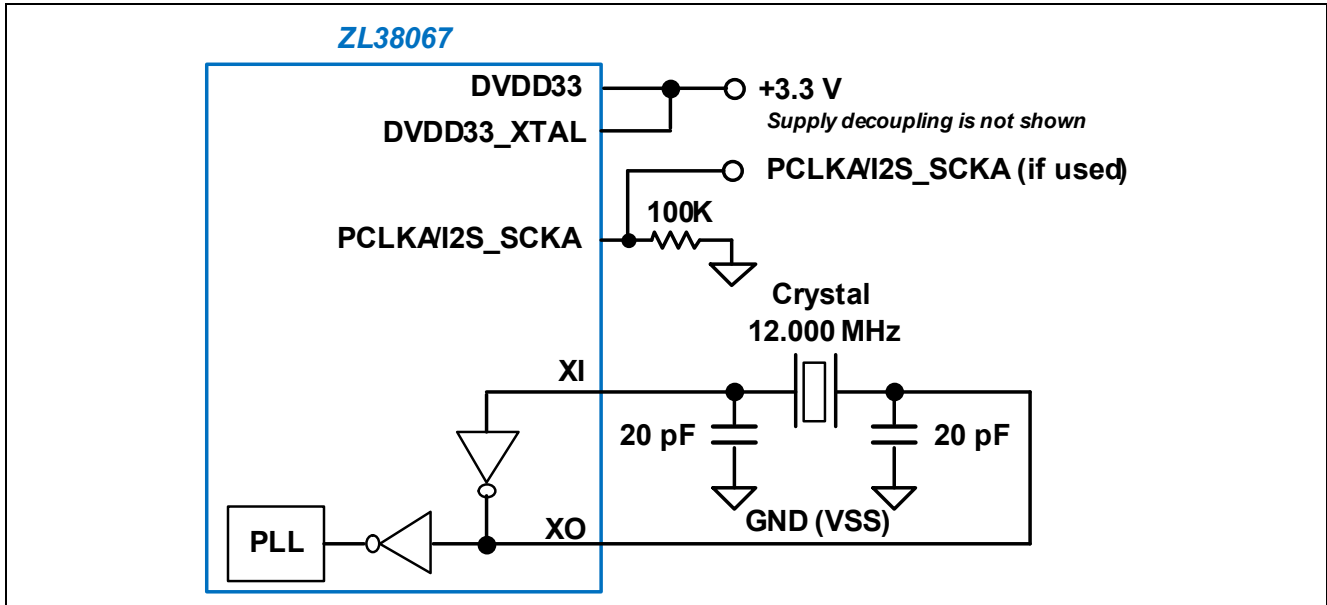 ZL38067
DVDD33
+3.3 V
Supply decoupling is not shown
DVDD33_XTAL
PCLKA/I2S_SCKA (if used)
100K
PCLKA/I2S_SCKA
Crystal
12.000 MHz
XI
20 pF
20 pF
GND (VSS)
XO
PLL